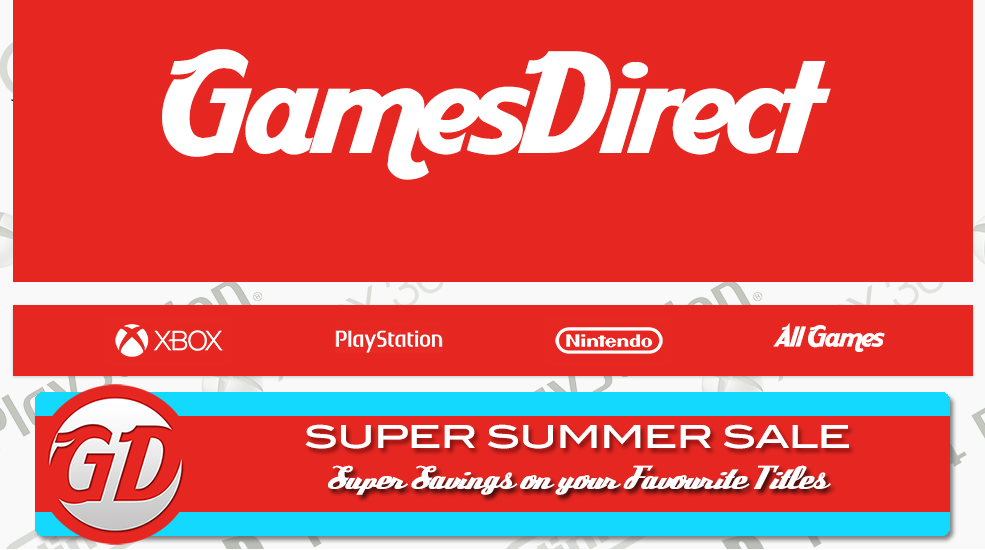 GamesDirect
XBOX PlayStation Nintendo All Games
GD
SUPER SUMMER SALE
Super Savings on your Favourite Titles